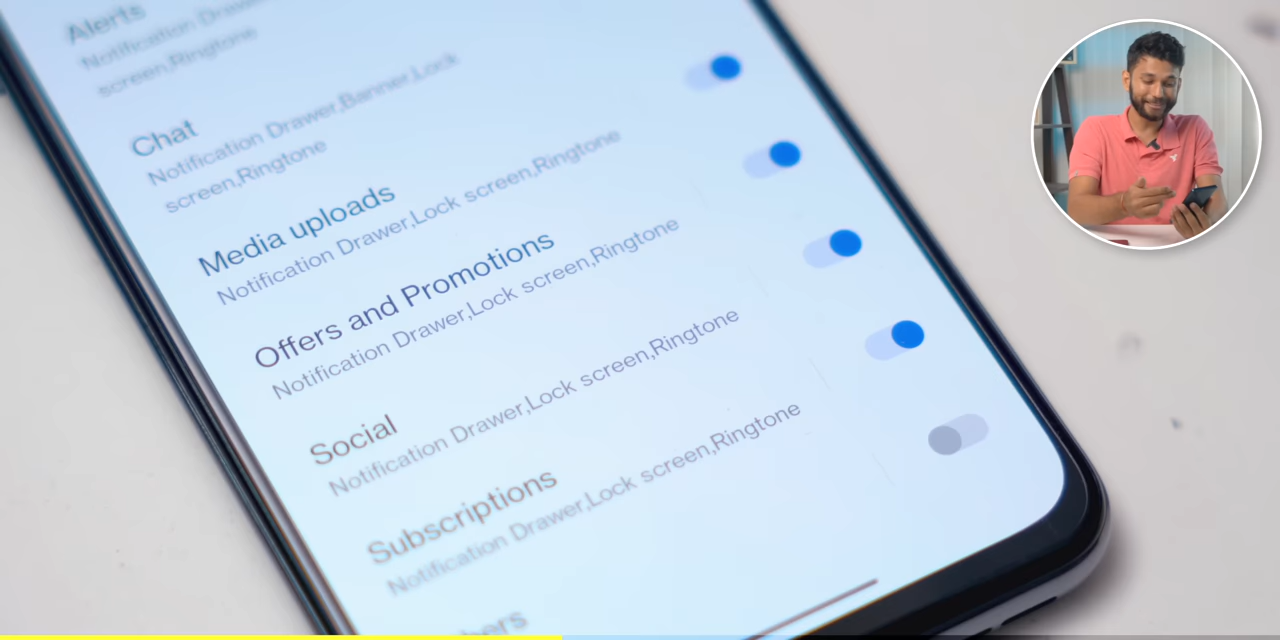 Alerts
Notification Drawer
screen,Ringtone
Chat
Notification Drawer,Banner,Lock
screen,Ringtone
Media uploads
Notification Drawer,Lock screen,Ringtone
Offers and Promotions
Notification Drawer,Lock screen,Ringtone
Social
Notification Drawer,Lock screen,Ringtone
Subscriptions
Notification Drawer,Lock screen,Ringtone